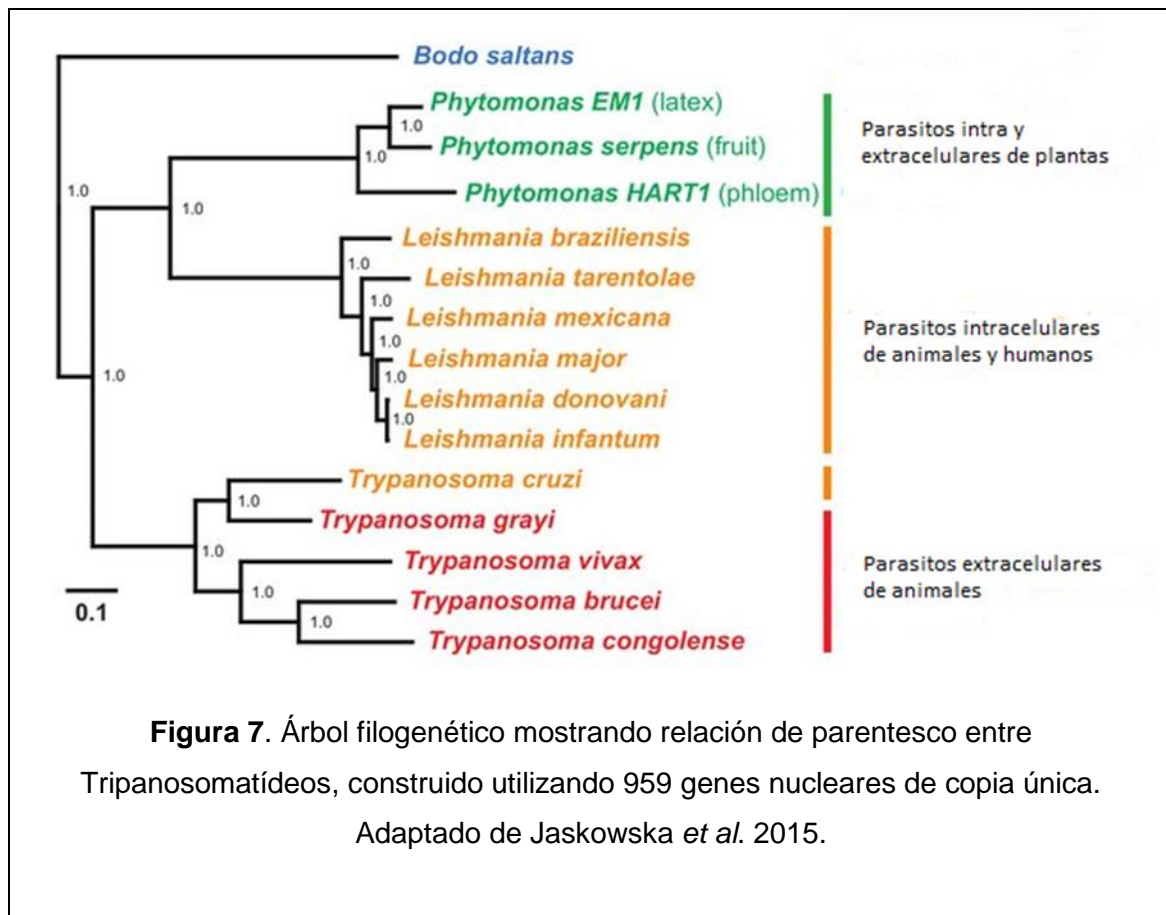 Bodo saltans
Phytomonas EM1 (latex)
1.0
Phytomonas serpens (fruit)
1.0
Phytomonas HART1 (phloem)
Parasitos intra y
extracelulares de plantas
1.0
1.0
Leishmania braziliensis
1.0
Leishmania tarentolae
1.0
Leishmania mexicana
1.0
Leishmania major
1.0
Leishmania donovani
1.0
Leishmania infantum
Parasitos intracelulares
de animales y humanos
1.0
Trypanosoma cruzi
1.0
Trypanosoma grayi
1.0
Trypanosoma vivax
1.0
Trypanosoma brucei
1.0
Trypanosoma congolense
Parasitos extracelulares
de animales
0.1
Figura 7. Árbol filogenético mostrando relación de parentesco entre
Tripanosomatídeos, construido utilizando 959 genes nucleares de copia única.
Adaptado de Jaskowska et al. 2015.